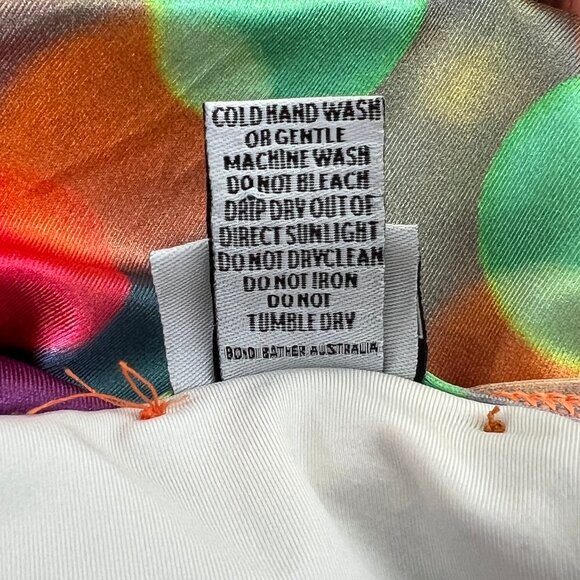 COLD HAND WASH
OR GENTLE
MACHINE WASH
DO NOT BLEACH
DRIP DRY OUT OF
DIRECT SUNLIGHT
DO NOT DRYCLEAN
DO NOT IRON
DO NOT
TUMBLE DRY
BONDI BATHER AUSTRALIA